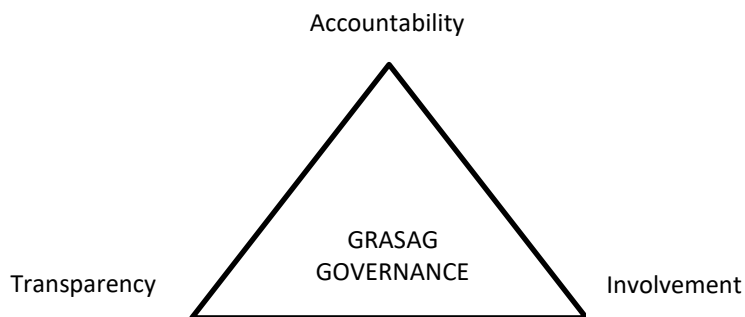 Accountability
GRASAG
GOVERNANCE
Transparency
Involvement